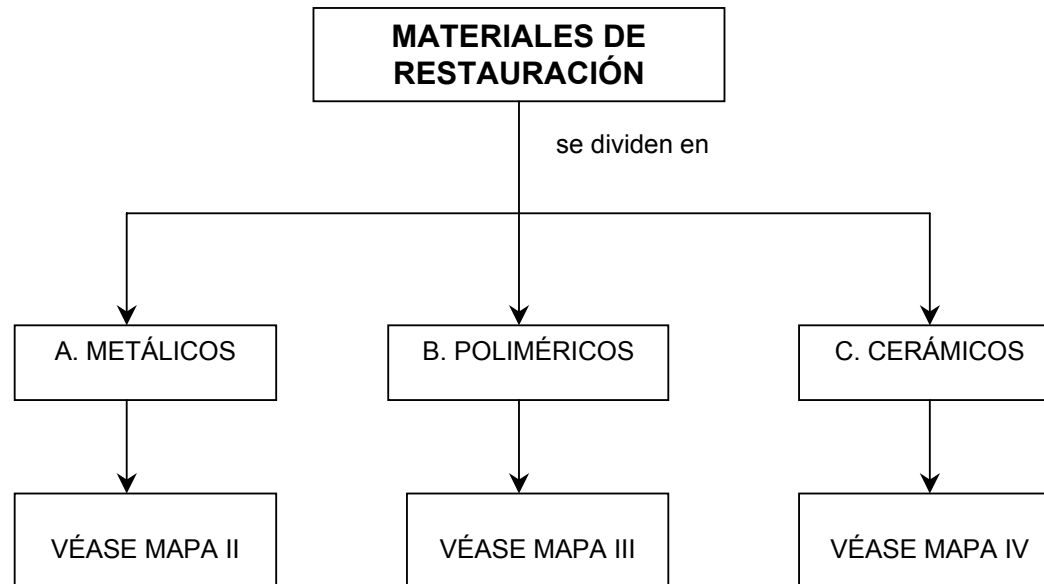 MATERIALES DE
RESTAURACIÓN
se dividen en
A. METÁLICOS
B. POLIMÉRICOS
C. CERÁMICOS
VÉASE MAPA II
VÉASE MAPA III
VÉASE MAPA IV